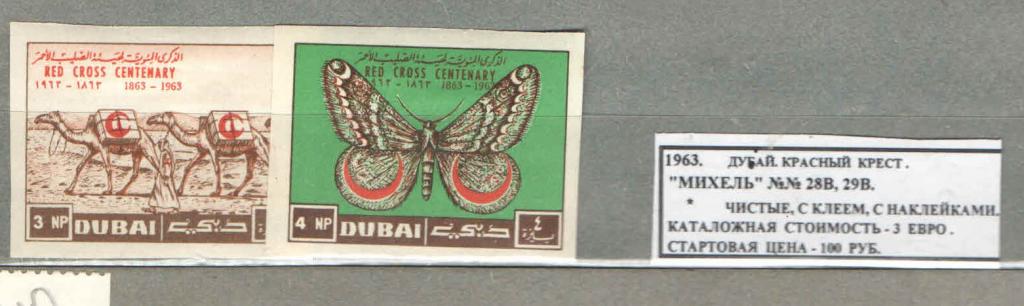 الذكرى المئوية لجمعية الصليب الأحمر
RED CROSS CENTENARY
١٩٦٣ - ١٨٦٣ 1863 - 1963
3 NP DUBAI دبي
الذكرى المئوية لجمعية الصليب الأحمر
RED CROSS CENTENARY
١٩٦٣ - ١٨٦٣ 1863 - 1963
4 NP DUBAI دبي ٤
1963. ДУБАЙ. КРАСНЫЙ КРЕСТ.
"МИХЕЛЬ" №№ 28В, 29В.
* ЧИСТЫЕ, С КЛЕЕМ, С НАКЛЕЙКАМИ.
КАТАЛОЖНАЯ СТОИМОСТЬ - 3 ЕВРО.
СТАРТОВАЯ ЦЕНА - 100 РУБ.